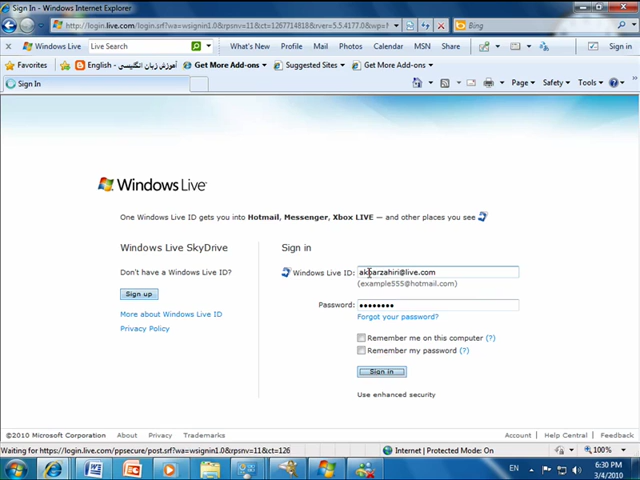 Sign In - Windows Internet Explorer
http://login.live.com/login.srf?wa=wsignin1.0&rpsnv=11&ct=1267714818&rver=5.5.4177.0&wp=
Bing
Windows Live
Live Search
What's New
Profile
Mail
Photos
Calendar
MSN
Share
Sign in
Favorites
English - آموزش زبان انگلیسی
Get More Add-ons
Suggested Sites
Get More Add-ons
Sign In
Page
Safety
Tools
Windows Live
One Windows Live ID gets you into Hotmail, Messenger, Xbox LIVE — and other places you see
Windows Live SkyDrive
Sign in
Don't have a Windows Live ID?
Windows Live ID:
akbarzahiri@live.com
(example555@hotmail.com)
Sign up
Password:
Forgot your password?
More about Windows Live ID
Privacy Policy
Remember me on this computer (?)
Remember my password (?)
Sign in
Use enhanced security
©2010 Microsoft Corporation
About
Privacy
Trademarks
Account
Help Central
Feedback
Waiting for https://login.live.com/ppsecure/post.srf?wa=wsignin1.0&rpsnv=11&ct=126
Internet | Protected Mode: On
100%
EN
6:30 PM
3/4/2010